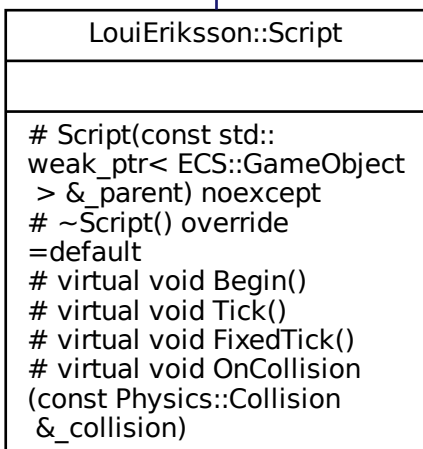 LouiEriksson::Script
# Script(const std::
weak_ptr< ECS::GameObject
> &_parent) noexcept
# ~Script() override
=default
# virtual void Begin()
# virtual void Tick()
# virtual void FixedTick()
# virtual void OnCollision
(const Physics::Collision
&_collision)